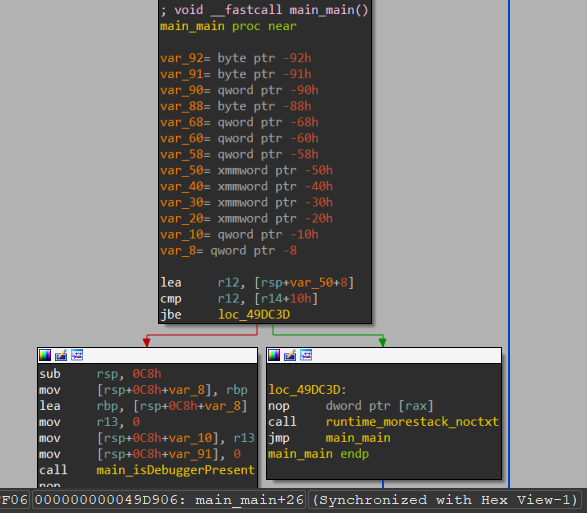 ; void __fastcall main_main()
main_main proc near
var_92= byte ptr -92h
var_91= byte ptr -91h
var_90= qword ptr -90h
var_88= byte ptr -88h
var_68= qword ptr -68h
var_60= qword ptr -60h
var_58= qword ptr -58h
var_50= xmmword ptr -50h
var_40= xmmword ptr -40h
var_30= xmmword ptr -30h
var_20= xmmword ptr -20h
var_10= qword ptr -10h
var_8= qword ptr -8
lea r12, [rsp+var_50+8]
cmp r12, [r14+10h]
jbe loc_49DC3D
sub rsp, 0C8h
mov [rsp+0C8h+var_8], rbp
lea rbp, [rsp+0C8h+var_8]
mov r13, 0
mov [rsp+0C8h+var_10], r13
mov [rsp+0C8h+var_91], 0
call main_isDebuggerPresent
nop
loc_49DC3D:
nop dword ptr [rax]
call runtime_morestack_noctxt
jmp main_main
main_main endp
FF06 000000000049D906: main_main+26 (Synchronized with Hex View-1)